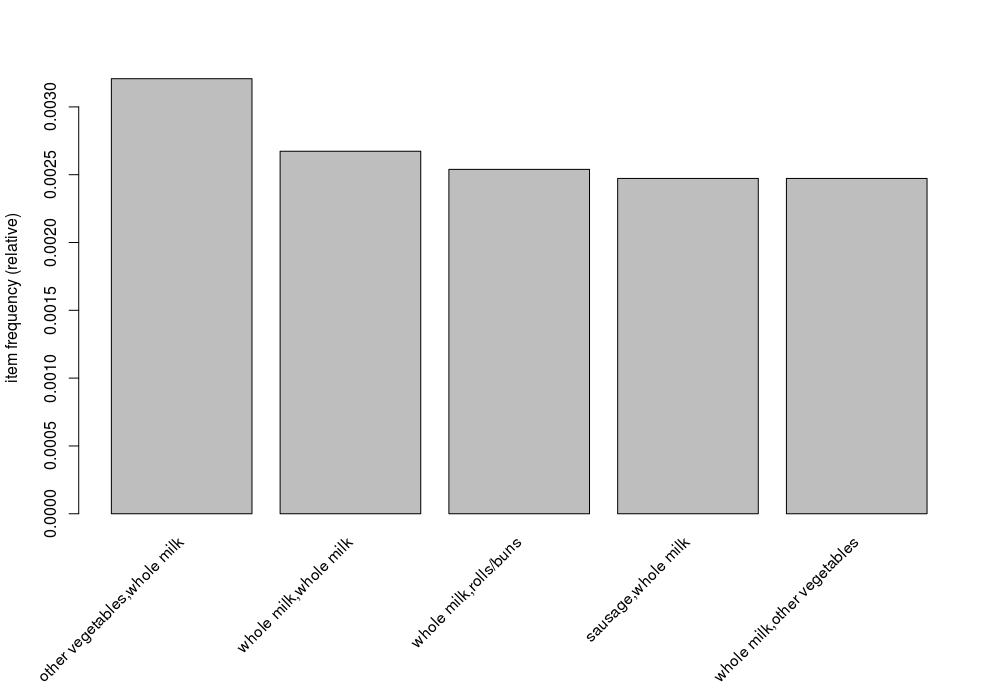 item frequency (relative)
0.0030
0.0025
0.0020
0.0015
0.0010
0.0005
0.0000
other vegetables,whole milk
whole milk,whole milk
whole milk,rolls/buns
sausage,whole milk
whole milk,other vegetables